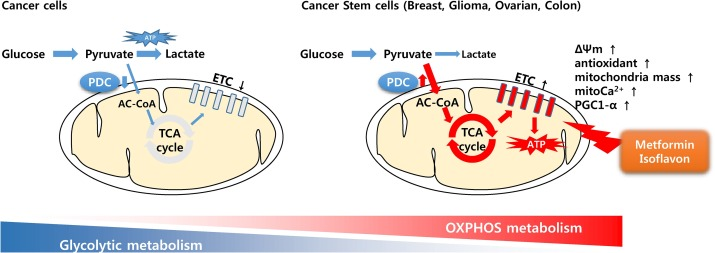 Cancer cells
ATP
Glucose Pyruvate Lactate
PDC
ETC ↓
AC-CoA
TCA
cycle
Cancer Stem cells (Breast, Glioma, Ovarian, Colon)
Glucose Pyruvate Lactate
PDC
ETC ↑
AC-CoA
TCA
cycle
ATP
ΔΨm ↑
antioxidant ↑
mitochondria mass ↑
mitoCa²⁺ ↑
PGC1-α ↑
Metformin
Isoflavon
OXPHOS metabolism
Glycolytic metabolism